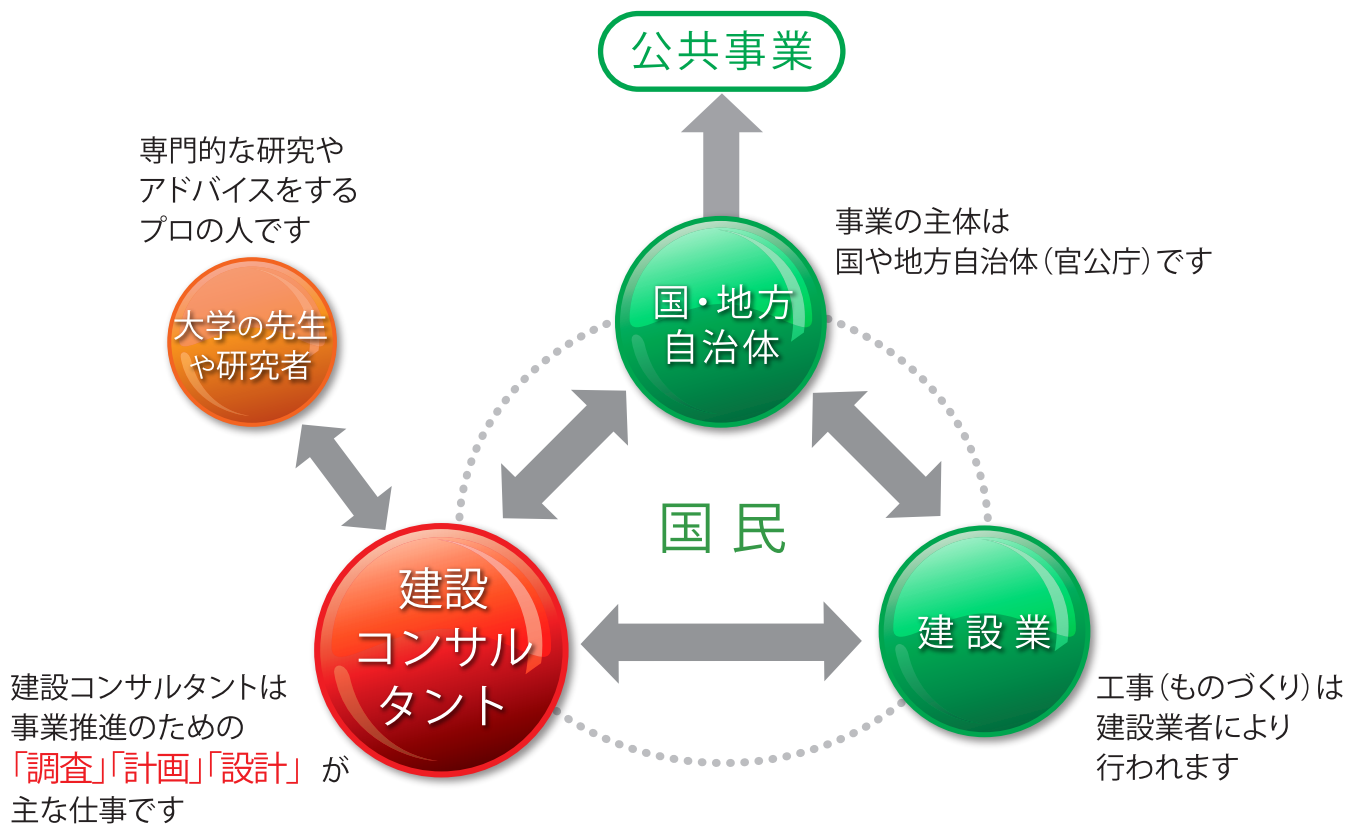 公共事業
専門的な研究や
アドバイスをする
プロの人です
事業の主体は
国や地方自治体(官公庁)です
国・地方
自治体
大学の先生
や研究者
国民
建設
コンサル
タント
建設業
建設コンサルタントは
事業推進のための
「調査」「計画」「設計」が
主な仕事です
工事(ものづくり)は
建設業者により
行われます